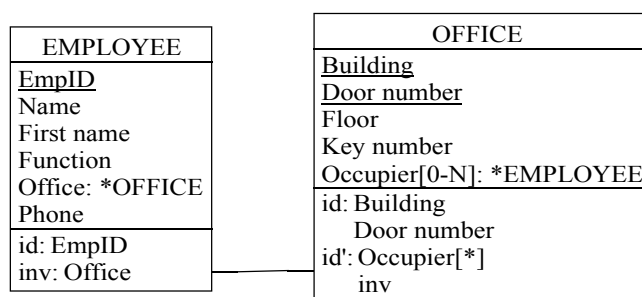 EMPLOYEE
EmpID
Name
First name
Function
Office: *OFFICE
Phone
id: EmpID
inv: Office
OFFICE
Building
Door number
Floor
Key number
Occupier[0-N]: *EMPLOYEE
id: Building
Door number
id': Occupier[*]
inv